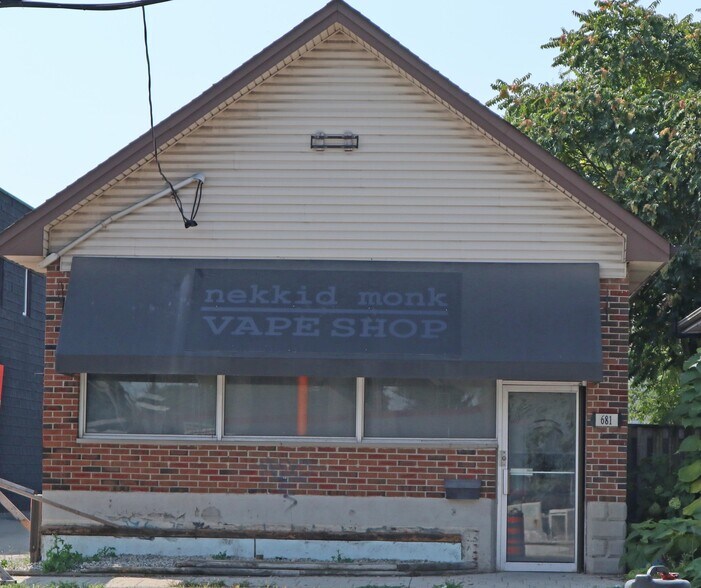 nekkid monk
VAPE SHOP
681